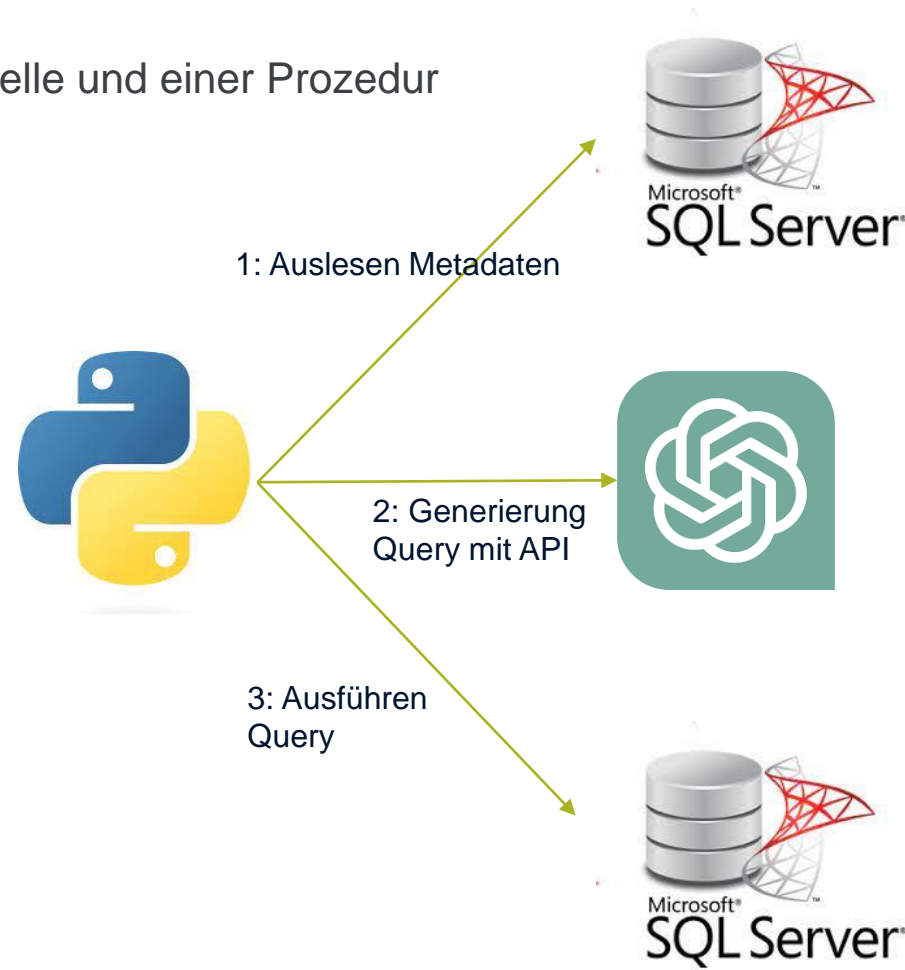 elle und einer Prozedur
Microsoft®
SQL Server®
1: Auslesen Metadaten
2: Generierung
Query mit API
3: Ausführen
Query
Microsoft®
SQL Server®